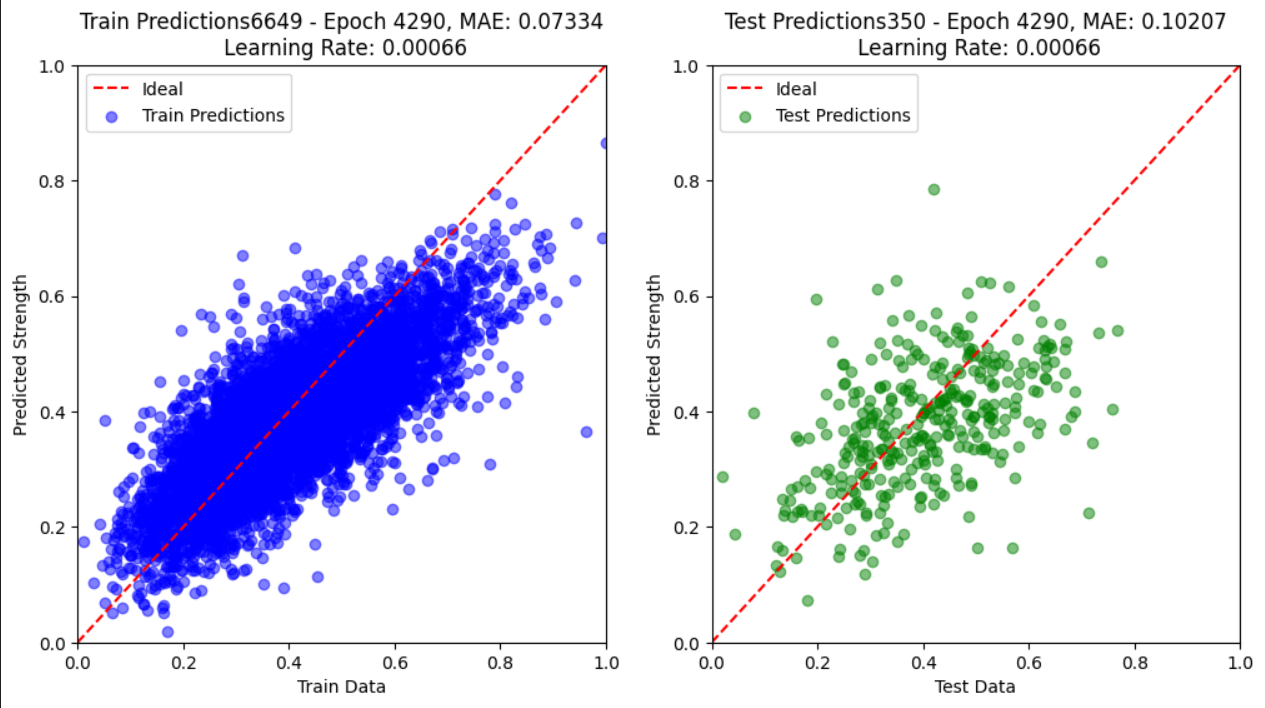 Train Predictions6649 - Epoch 4290, MAE: 0.07334
Learning Rate: 0.00066
1.0
0.8
0.6
0.4
0.2
0.0
Predicted Strength
Ideal
Train Predictions
0.0 0.2 0.4 0.6 0.8 1.0
Train Data
Test Predictions350 - Epoch 4290, MAE: 0.10207
Learning Rate: 0.00066
1.0
0.8
0.6
0.4
0.2
0.0
Predicted Strength
Ideal
Test Predictions
0.0 0.2 0.4 0.6 0.8 1.0
Test Data